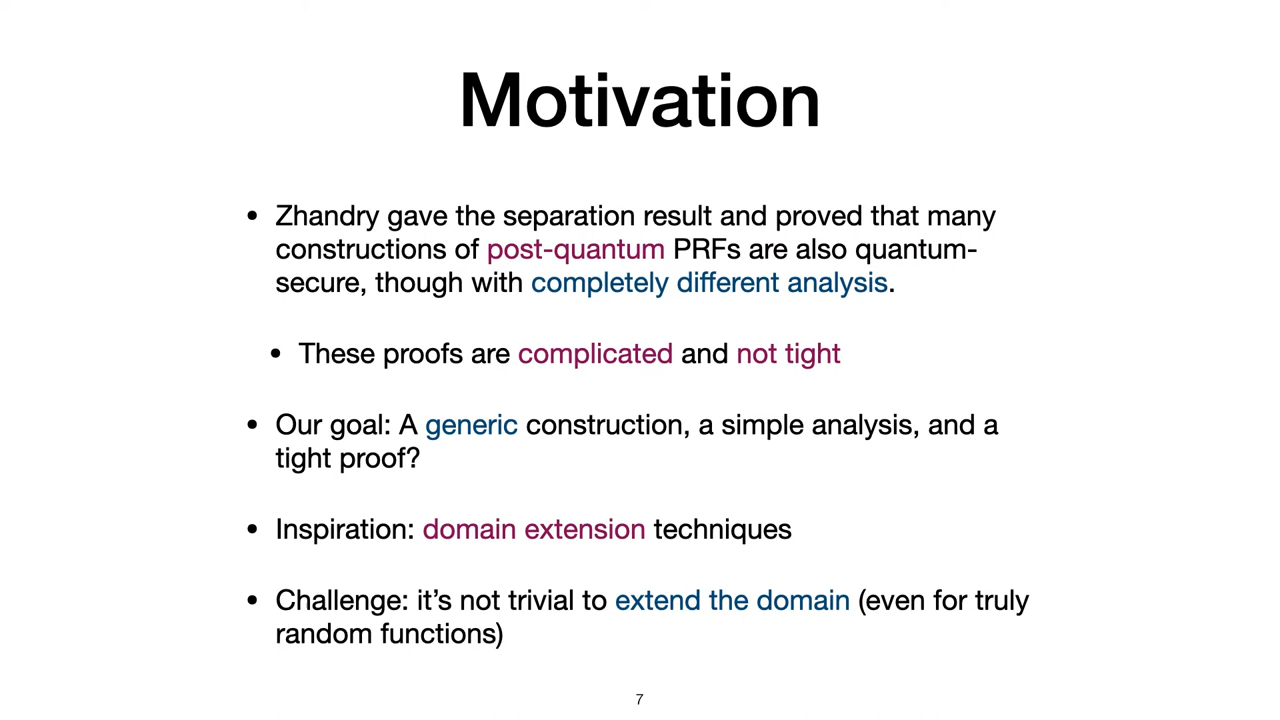 Motivation
• Zhandry gave the separation result and proved that many
constructions of post-quantum PRFs are also quantum-
secure, though with completely different analysis.
• These proofs are complicated and not tight
• Our goal: A generic construction, a simple analysis, and a
tight proof?
• Inspiration: domain extension techniques
• Challenge: it’s not trivial to extend the domain (even for truly
random functions)
7